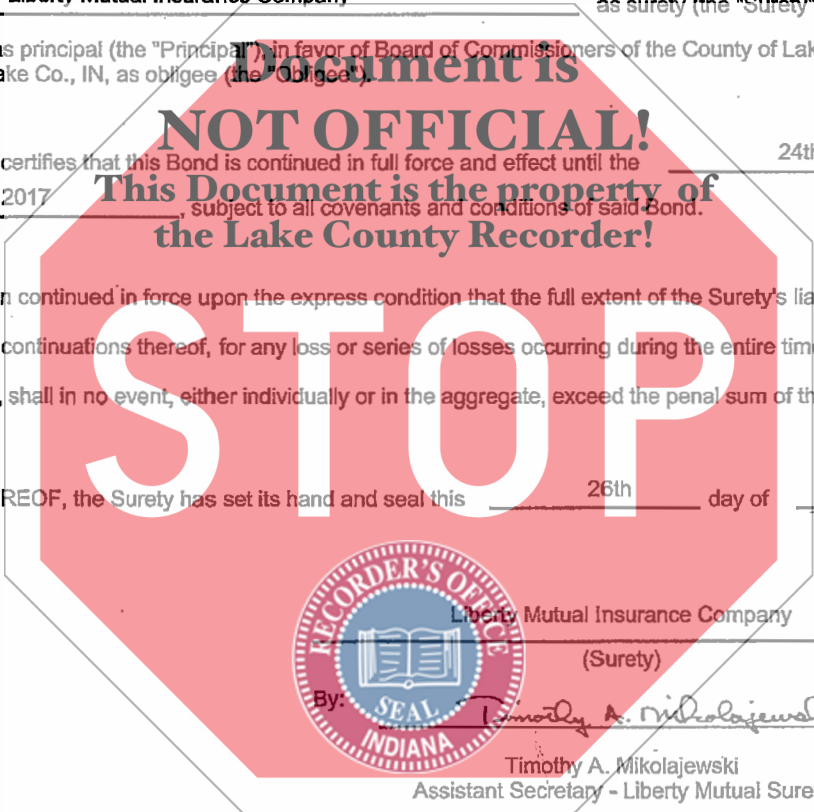 Liberty Mutual Insurance Company
as surety (the "Surety"
s principal (the "Principal"), in favor of Board of Commissioners of the County of Lak
ake Co., IN, as obligee (the "Obligee").
Document is
NOT OFFICIAL!
certifies that this Bond is continued in full force and effect until the 24th
This Document is the property of
2017, subject to all covenants and conditions of said Bond.
the Lake County Recorder!
n continued in force upon the express condition that the full extent of the Surety's lia
continuations thereof, for any loss or series of losses occurring during the entire time
, shall in no event, either individually or in the aggregate, exceed the penal sum of th
STOP
REOF, the Surety has set its hand and seal this 26th day of
RECORDER'S OFFICE
SEAL
INDIANA
Liberty Mutual Insurance Company
(Surety)
By: Timothy A. Mikolajews
Timothy A. Mikolajewski
Assistant Secretary - Liberty Mutual Sure